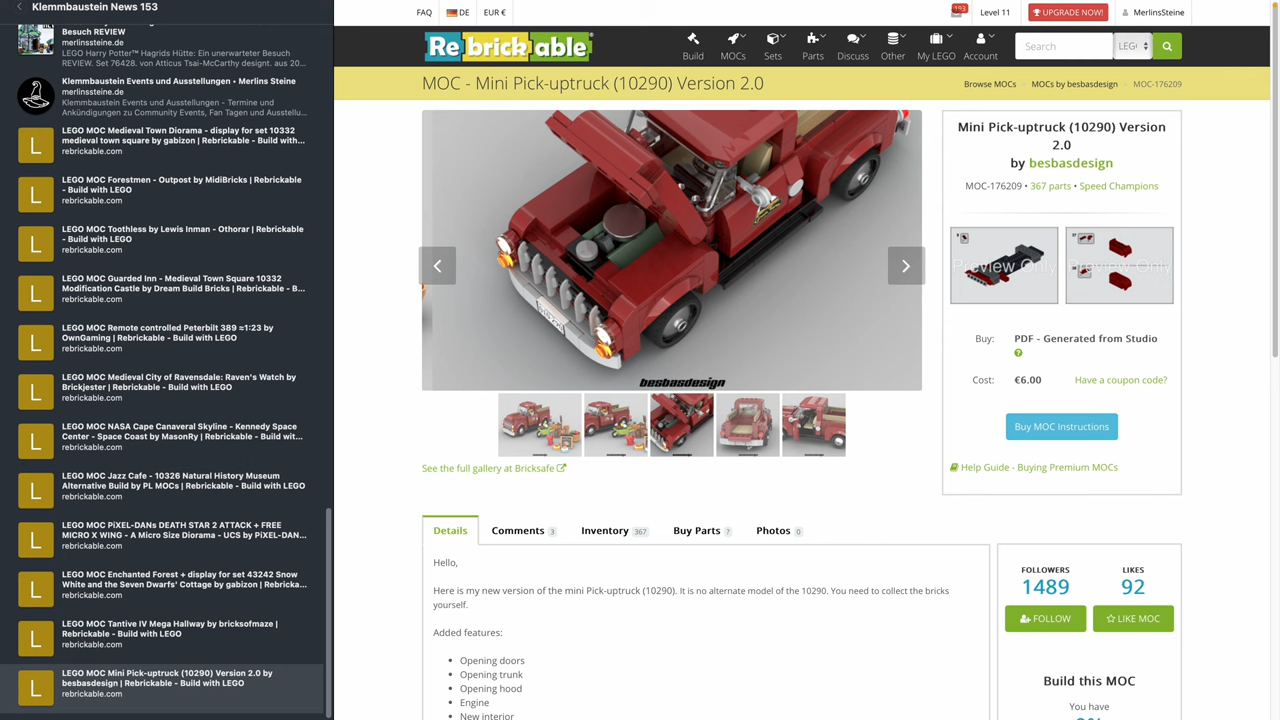 Klemmbaustein News 153
Besuch REVIEW
merlinssteine.de
LEGO Harry Potter™ Hagrids Hütte: Ein unerwarteter Besuch
REVIEW. Set 76428. von Atticus Tsai-McCarthy designt. aus 20...
Klemmbaustein Events und Ausstellungen • Merlins Steine
merlinssteine.de
Klemmbaustein Events und Ausstellungen - Termine und
Ankündigungen zu Community Events, Fan Tagen und Ausstellu...
L
LEGO MOC Medieval Town Diorama - display for set 10332
medieval town square by gabizon | Rebrickable - Build with...
rebrickable.com
L
LEGO MOC Forestmen - Outpost by MidiBricks | Rebrickable
- Build with LEGO
rebrickable.com
L
LEGO MOC Toothless by Lewis Inman - Othorar | Rebrickable
- Build with LEGO
rebrickable.com
L
LEGO MOC Guarded Inn - Medieval Town Square 10332
Modification Castle by Dream Build Bricks | Rebrickable - B...
rebrickable.com
L
LEGO MOC Remote controlled Peterbilt 389 ≈1:23 by
OwnGaming | Rebrickable - Build with LEGO
rebrickable.com
L
LEGO MOC Medieval City of Ravensdale: Raven's Watch by
Brickjester | Rebrickable - Build with LEGO
rebrickable.com
L
LEGO MOC NASA Cape Canaveral Skyline - Kennedy Space
Center - Space Coast by MasonRy | Rebrickable - Build wit...
rebrickable.com
L
LEGO MOC Jazz Cafe - 10326 Natural History Museum
Alternative Build by PL MOCs | Rebrickable - Build with LEGO
rebrickable.com
L
LEGO MOC PiXEL-DANs DEATH STAR 2 ATTACK + FREE
MICRO X WING - A Micro Size Diorama - UCS by PiXEL-DAN...
rebrickable.com
L
LEGO MOC Enchanted Forest + display for set 43242 Snow
White and the Seven Dwarfs' Cottage by gabizon | Rebricka...
rebrickable.com
L
LEGO MOC Tantive IV Mega Hallway by bricksofmaze |
Rebrickable - Build with LEGO
rebrickable.com
L
LEGO MOC Mini Pick-uptruck (10290) Version 2.0 by
besbasdesign | Rebrickable - Build with LEGO
rebrickable.com
FAQ DE EUR € 193 Level 11 UPGRADE NOW! MerlinsSteine
Rebrickable Build MOCs Sets Parts Discuss Other My LEGO Account Search LEG
MOC - Mini Pick-uptruck (10290) Version 2.0
Browse MOCs MOCs by besbasdesign MOC-176209
besbasdesign
See the full gallery at Bricksafe
Mini Pick-uptruck (10290) Version
2.0
by besbasdesign
MOC-176209 • 367 parts • Speed Champions
Preview Only Preview Only
Buy: PDF - Generated from Studio
Cost: €6.00 Have a coupon code?
Buy MOC Instructions
Help Guide - Buying Premium MOCs
Details Comments 3 Inventory 367 Buy Parts ? Photos 0
Hello,
Here is my new version of the mini Pick-uptruck (10290). It is no alternate model of the 10290. You need to collect the bricks
yourself.
Added features:
• Opening doors
• Opening trunk
• Opening hood
• Engine
• New interior
FOLLOWERS LIKES
1489 92
FOLLOW LIKE MOC
Build this MOC
You have